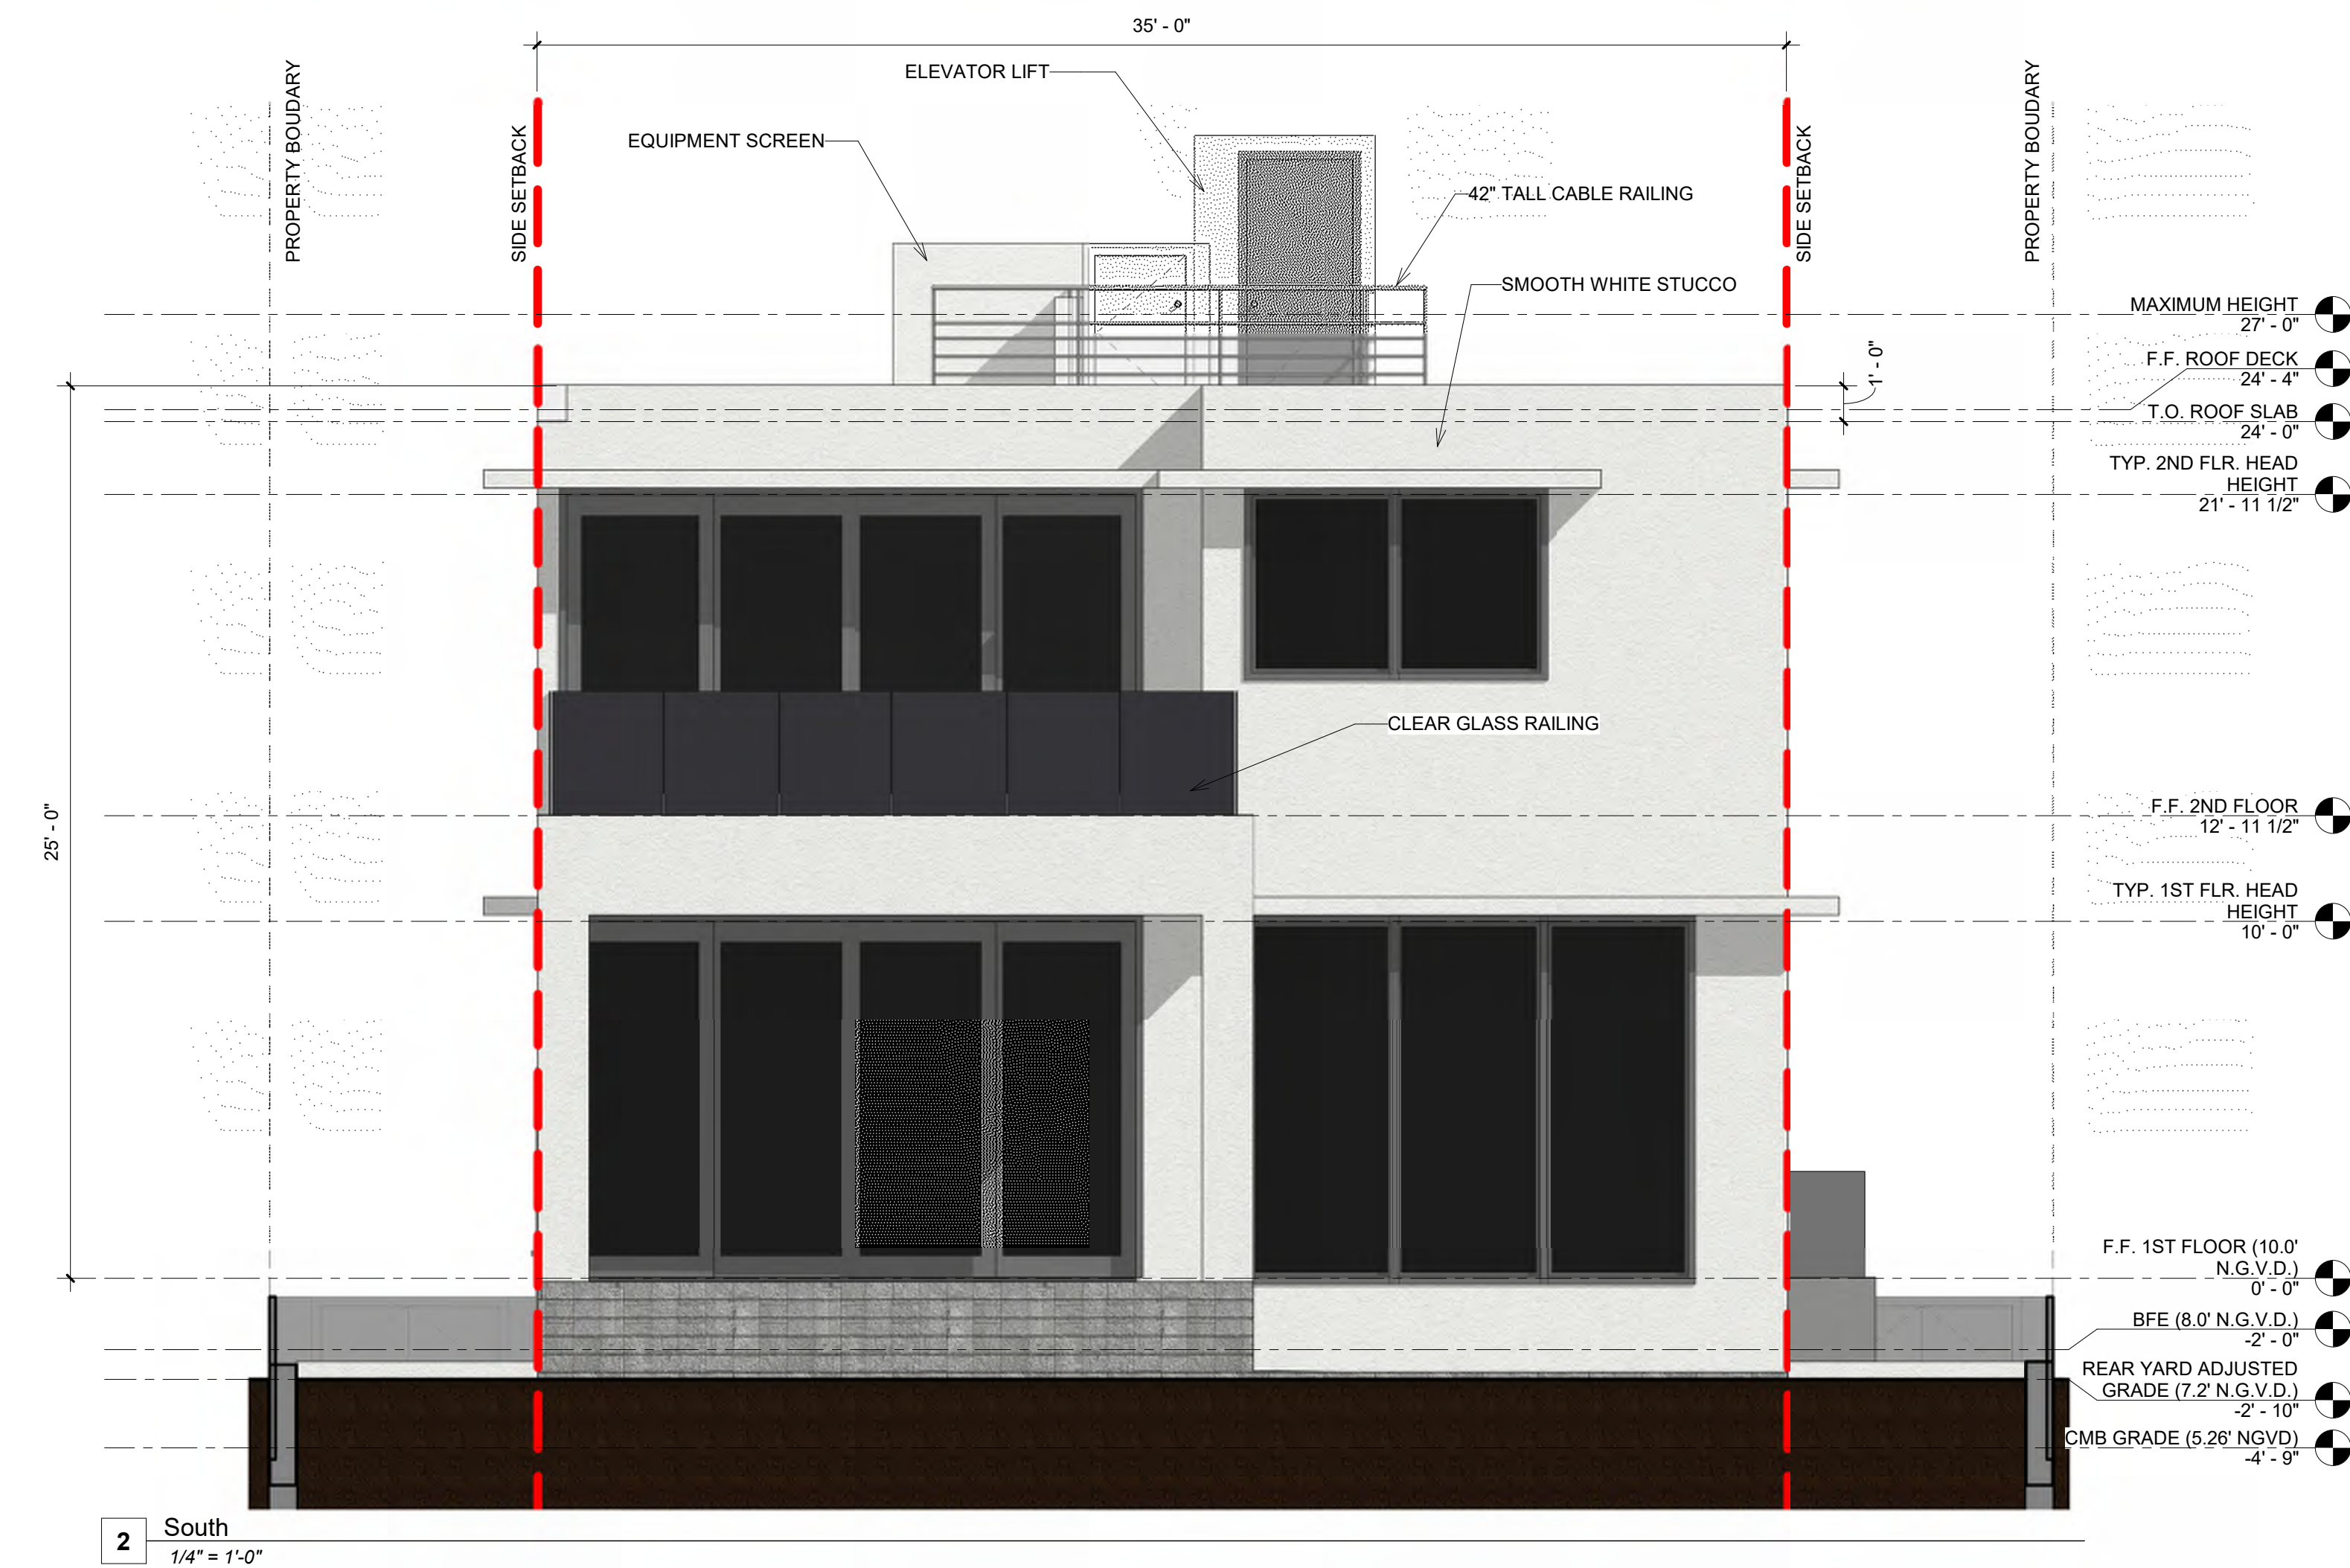 35' - 0"
ELEVATOR LIFT
EQUIPMENT SCREEN
42" TALL CABLE RAILING
SMOOTH WHITE STUCCO
PROPERTY BOUDARY
SIDE SETBACK
SIDE SETBACK
PROPERTY BOUDARY
MAXIMUM HEIGHT
27' - 0"
1' - 0"
F.F. ROOF DECK
24' - 4"
T.O. ROOF SLAB
24' - 0"
TYP. 2ND FLR. HEAD
HEIGHT
21' - 11 1/2"
CLEAR GLASS RAILING
25' - 0"
F.F. 2ND FLOOR
12' - 11 1/2"
TYP. 1ST FLR. HEAD
HEIGHT
10' - 0"
F.F. 1ST FLOOR (10.0'
N.G.V.D.)
0' - 0"
BFE (8.0' N.G.V.D.)
-2' - 0"
REAR YARD ADJUSTED
GRADE (7.2' N.G.V.D.)
-2' - 10"
CMB GRADE (5.26' NGVD)
-4' - 9"
2
South
1/4" = 1'-0"